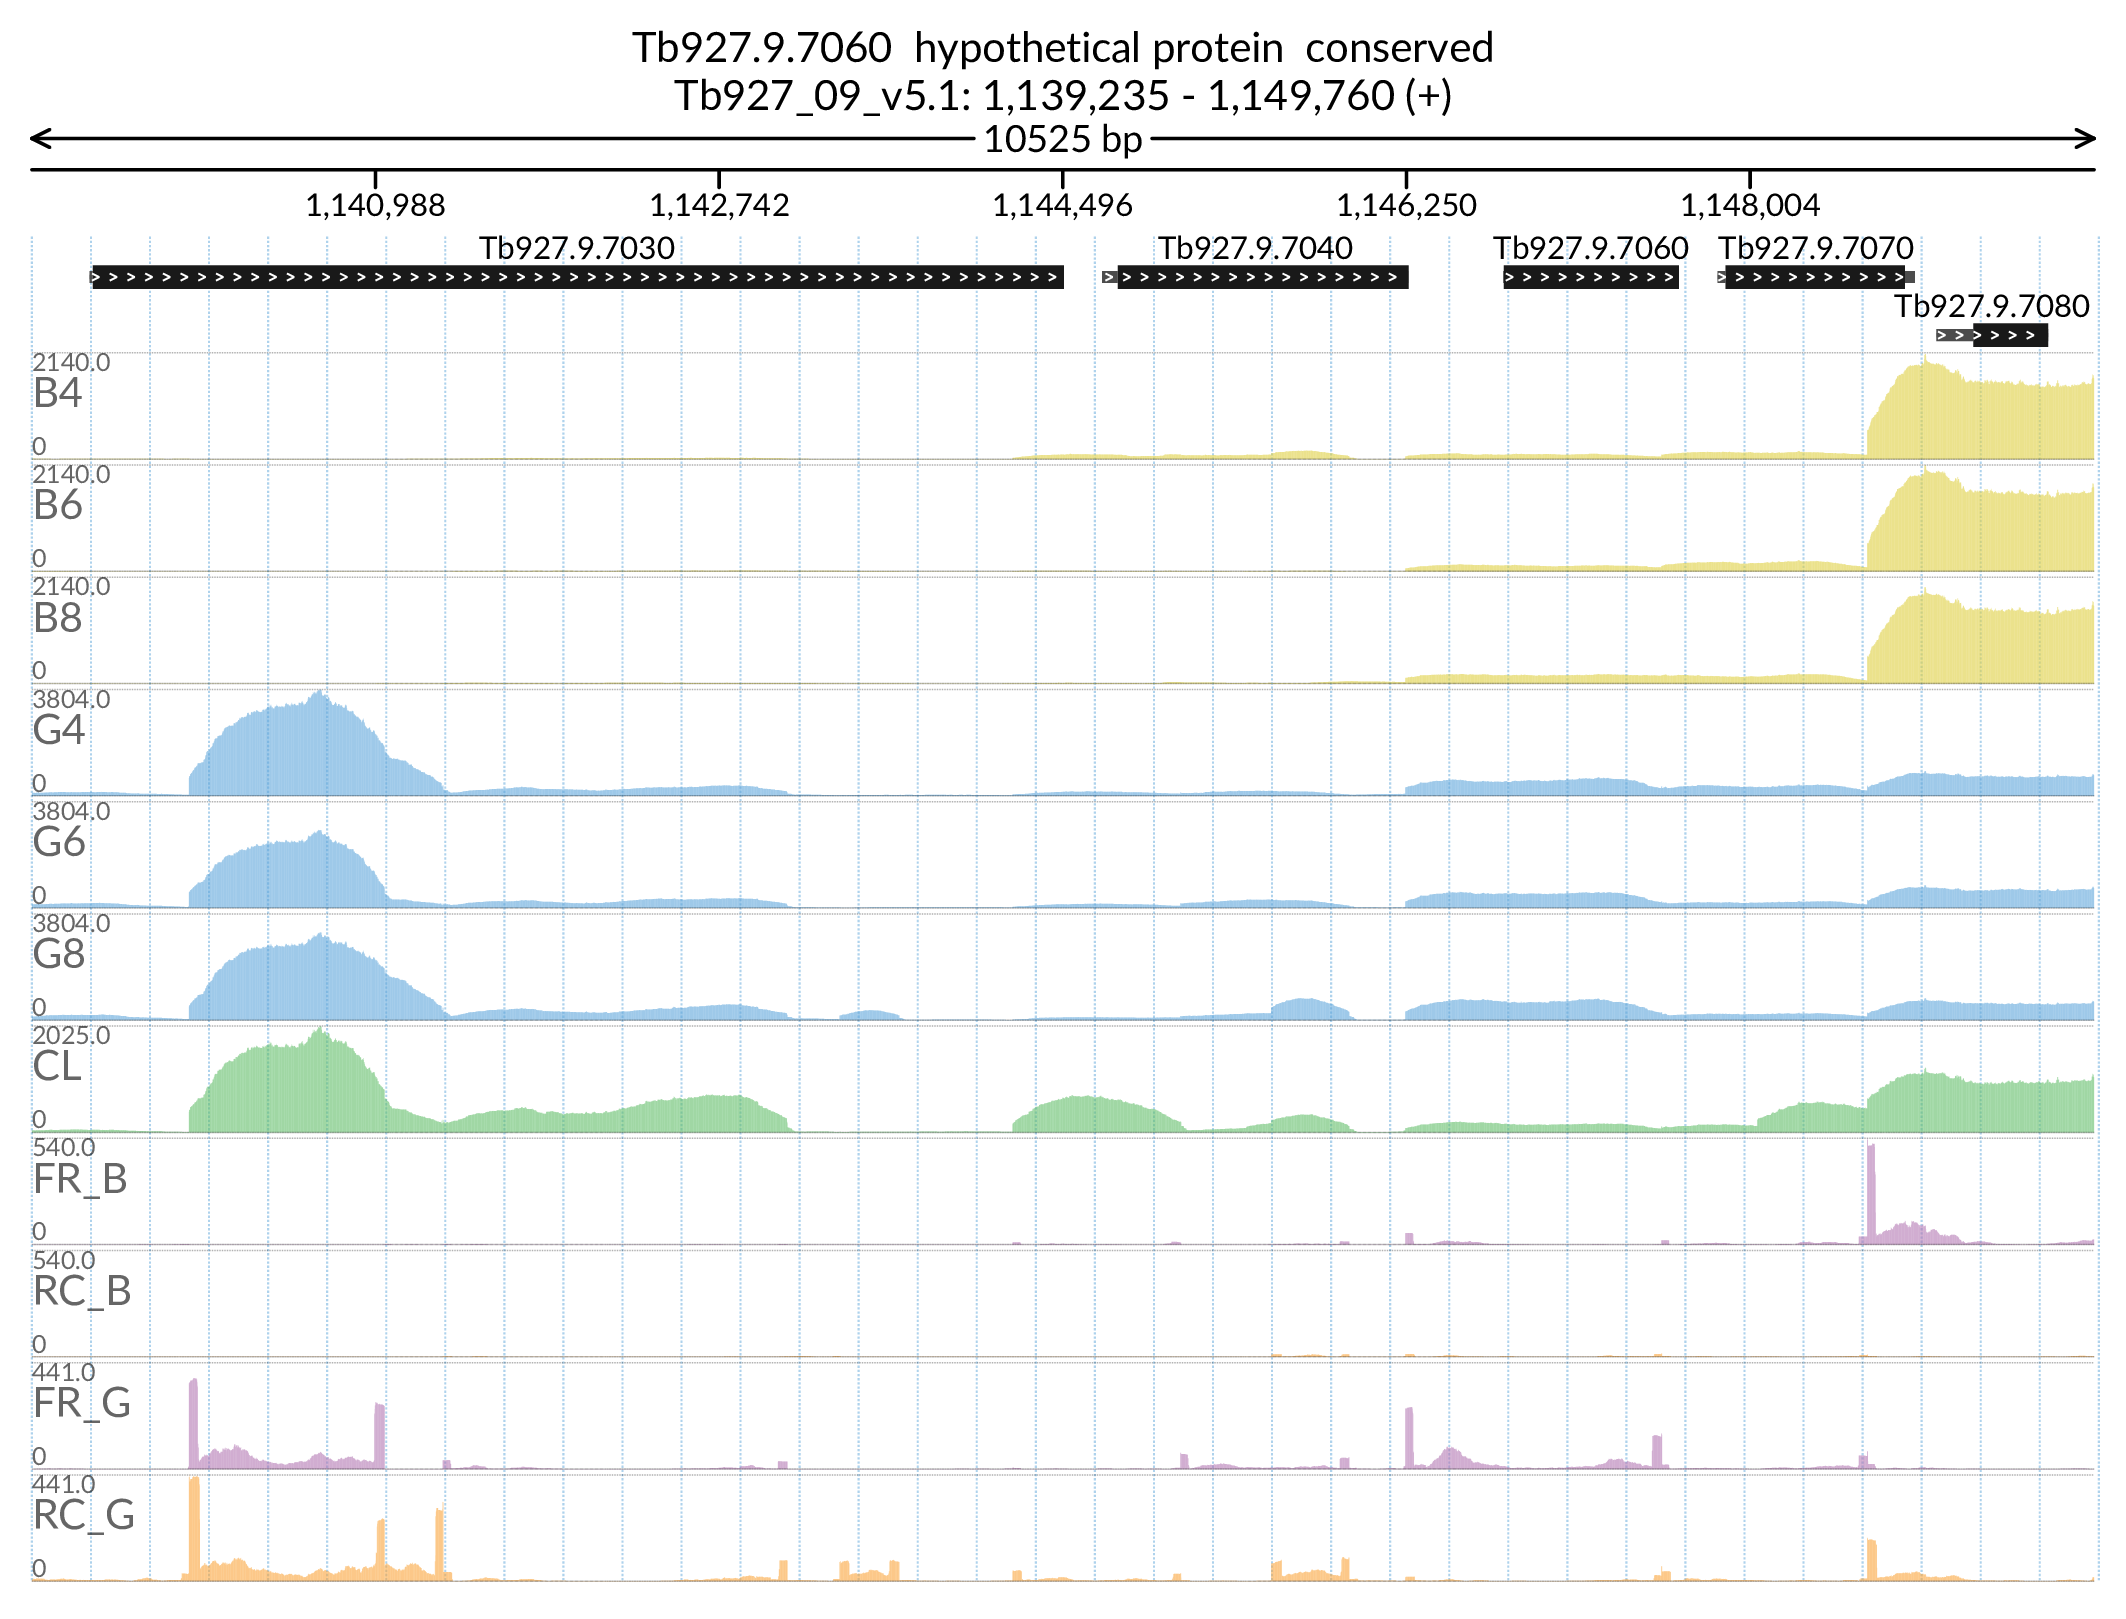 Tb927.9.7060  hypothetical protein  conserved
Tb927_09_v5.1: 1,139,235 - 1,149,760 (+)
10525 bp
1,140,988 1,142,742 1,144,496 1,146,250 1,148,004
Tb927.9.7030 Tb927.9.7040 Tb927.9.7060 Tb927.9.7070
Tb927.9.7080
2140.0
B4
0
2140.0
B6
0
2140.0
B8
0
3804.0
G4
0
3804.0
G6
0
3804.0
G8
0
2025.0
CL
0
540.0
FR_B
0
540.0
RC_B
0
441.0
FR_G
0
441.0
RC_G
0